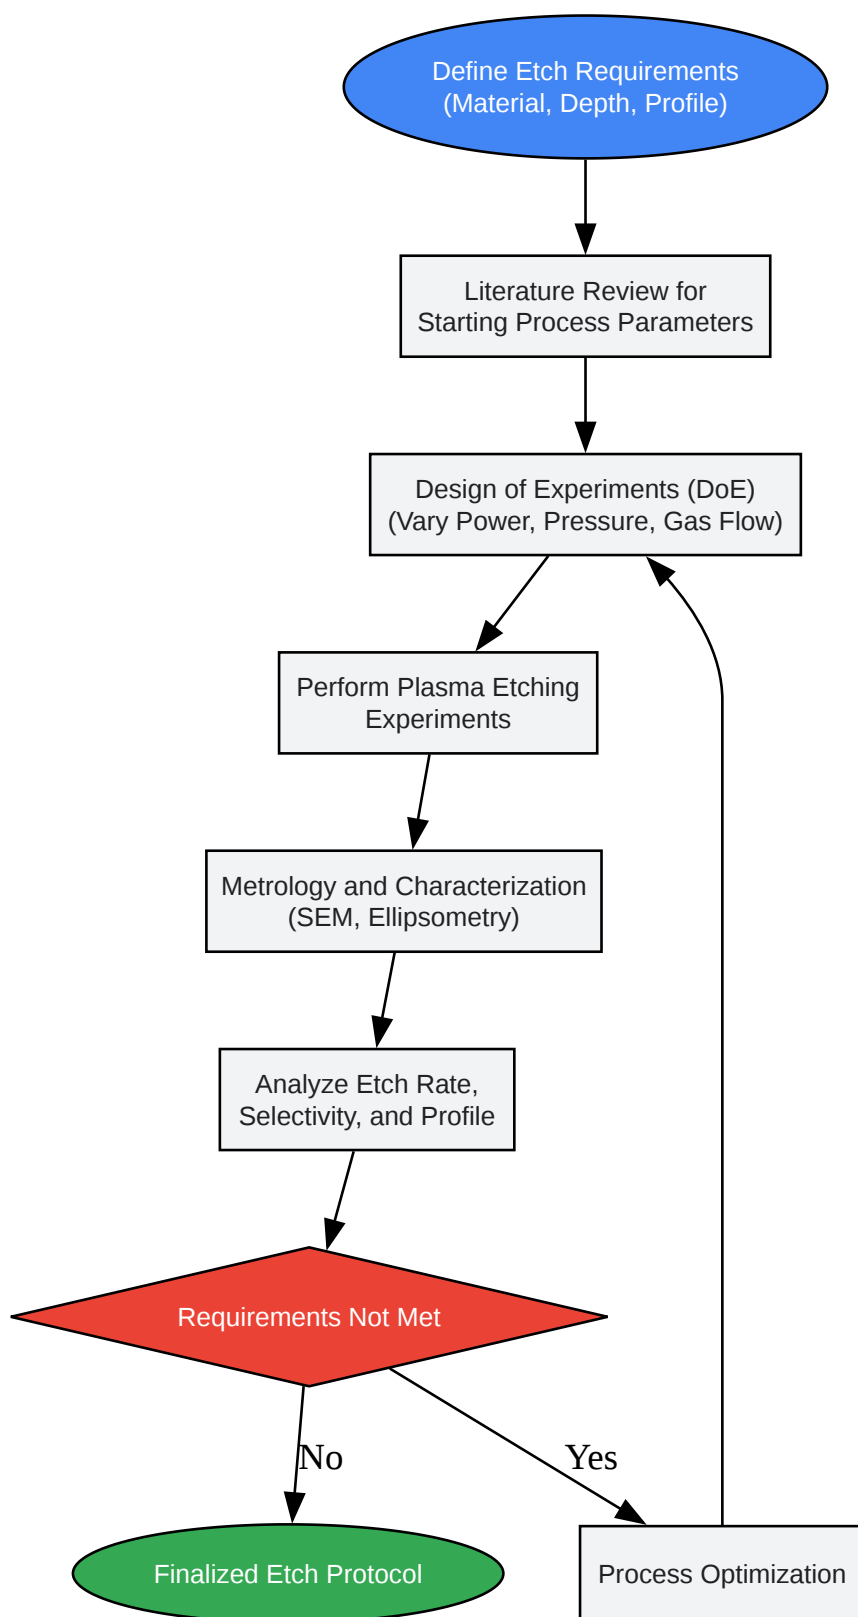 Define Etch Requirements
(Material, Depth, Profile)
Literature Review for
Starting Process Parameters
Design of Experiments (DoE)
(Vary Power, Pressure, Gas Flow)
Perform Plasma Etching
Experiments
Metrology and Characterization
(SEM, Ellipsometry)
Analyze Etch Rate,
Selectivity, and Profile
Requirements Not Met
No
Yes
Finalized Etch Protocol
Process Optimization